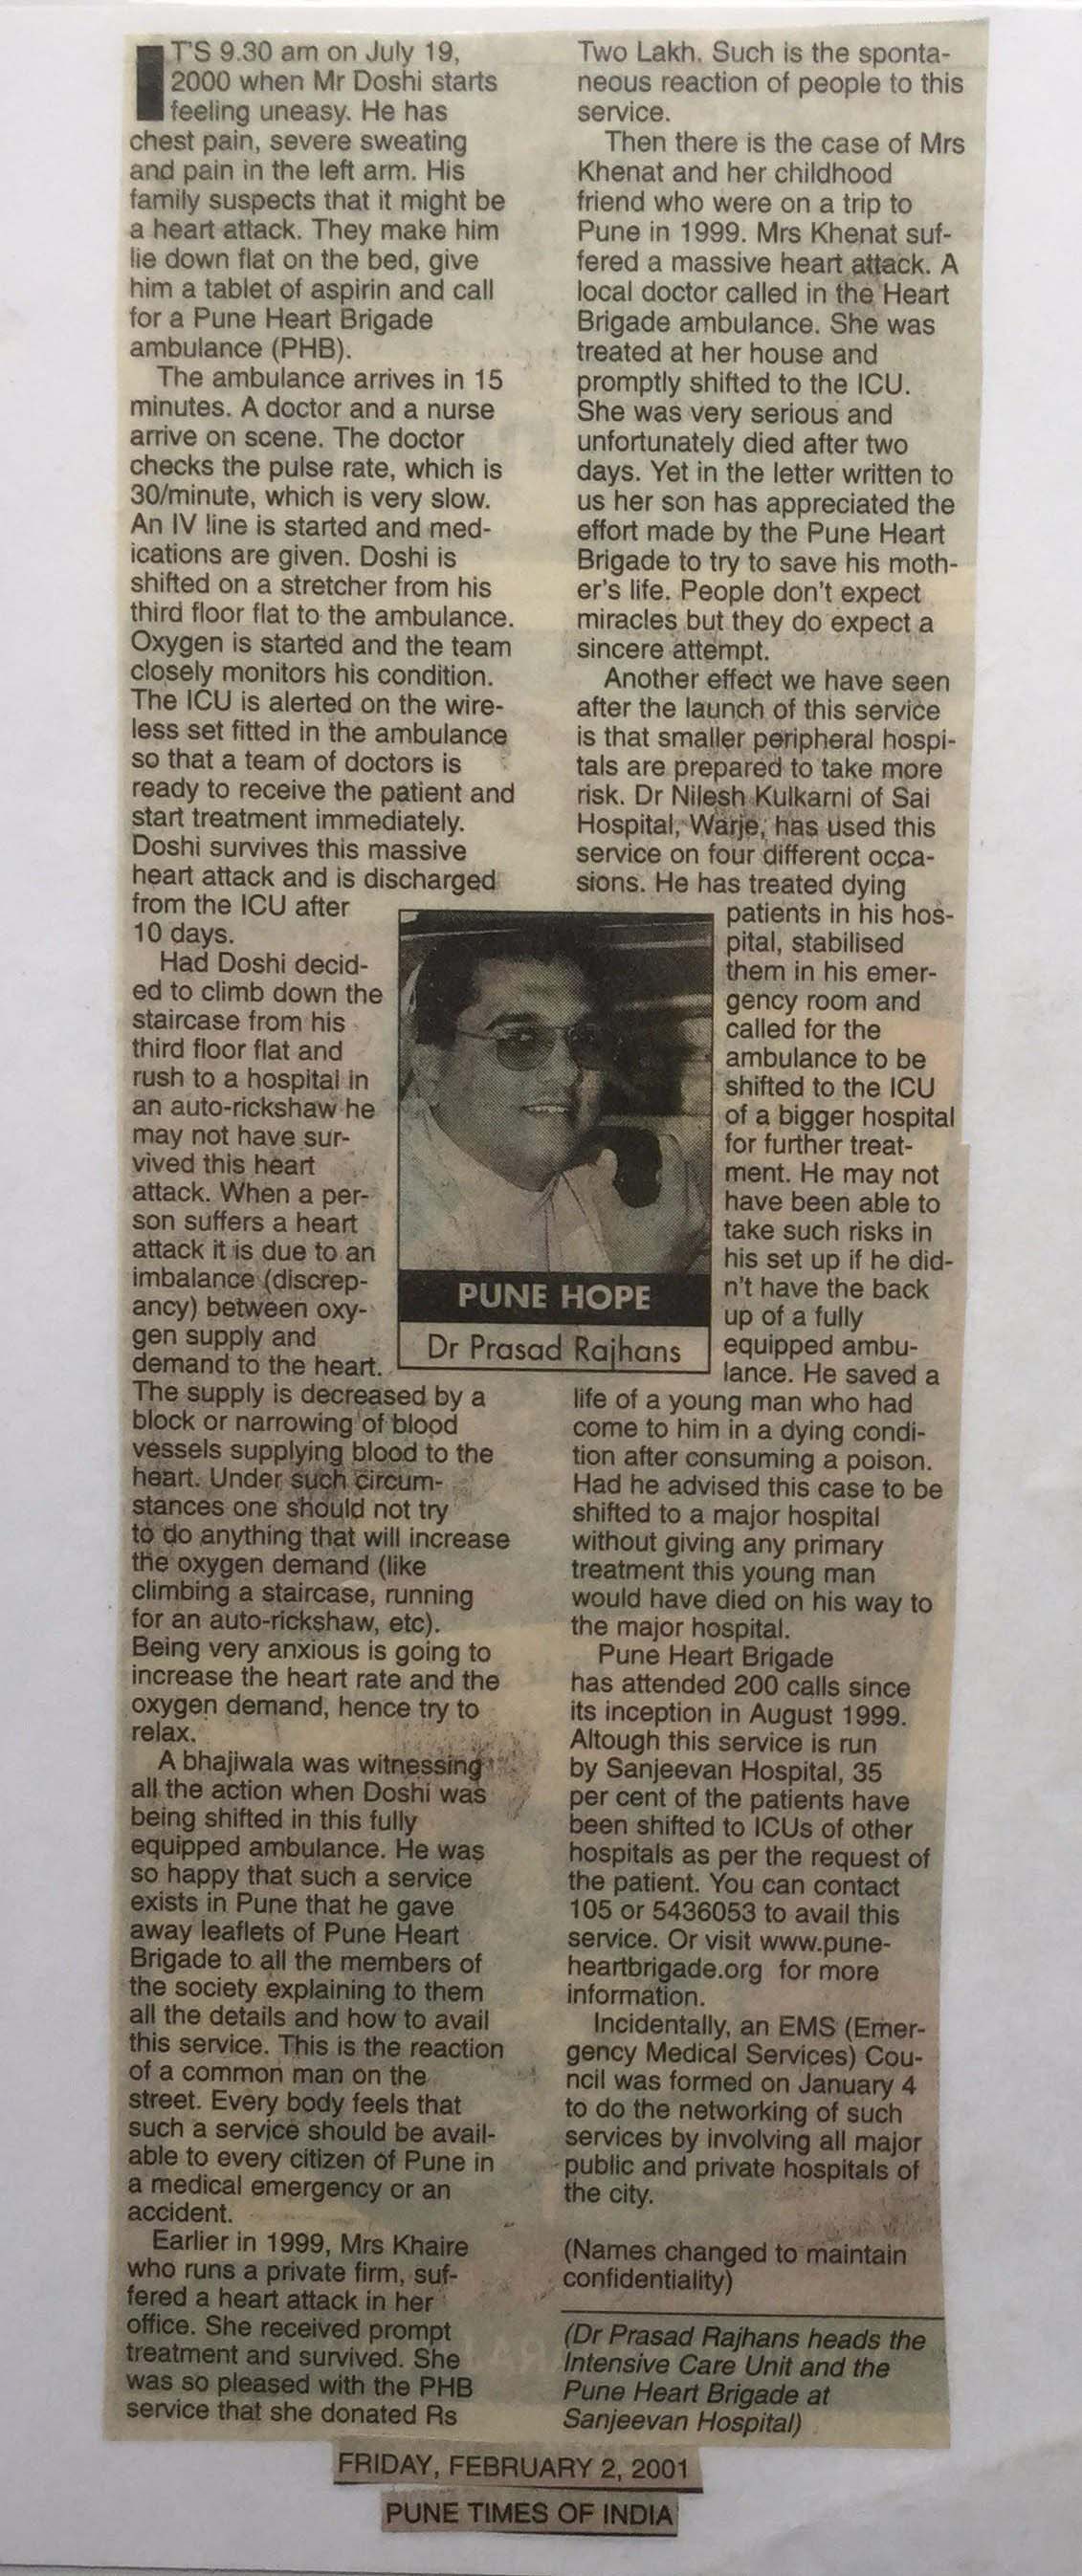 IT'S 9.30 am on July 19,
2000 when Mr Doshi starts
feeling uneasy. He has
chest pain, severe sweating
and pain in the left arm. His
family suspects that it might be
a heart attack. They make him
lie down flat on the bed, give
him a tablet of aspirin and call
for a Pune Heart Brigade
ambulance (PHB).
The ambulance arrives in 15
minutes. A doctor and a nurse
arrive on scene. The doctor
checks the pulse rate, which is
30/minute, which is very slow.
An IV line is started and med-
ications are given. Doshi is
shifted on a stretcher from his
third floor flat to the ambulance.
Oxygen is started and the team
closely monitors his condition.
The ICU is alerted on the wire-
less set fitted in the ambulance
so that a team of doctors is
ready to receive the patient and
start treatment immediately.
Doshi survives this massive
heart attack and is discharged
from the ICU after
10 days.
Had Doshi decid-
ed to climb down the
staircase from his
third floor flat and
rush to a hospital in
an auto-rickshaw he
may not have sur-
vived this heart
attack. When a per-
son suffers a heart
attack it is due to an
imbalance (discrep-
ancy) between oxy-
gen supply and
demand to the heart.
The supply is decreased by a
block or narrowing of blood
vessels supplying blood to the
heart. Under such circum-
stances one should not try
to do anything that will increase
the oxygen demand (like
climbing a staircase, running
for an auto-rickshaw, etc).
Being very anxious is going to
increase the heart rate and the
oxygen demand, hence try to
relax.
A bhajiwala was witnessing
all the action when Doshi was
being shifted in this fully
equipped ambulance. He was
so happy that such a service
exists in Pune that he gave
away leaflets of Pune Heart
Brigade to all the members of
the society explaining to them
all the details and how to avail
this service. This is the reaction
of a common man on the
street. Every body feels that
such a service should be avail-
able to every citizen of Pune in
a medical emergency or an
accident.
Earlier in 1999, Mrs Khaire
who runs a private firm, suf-
fered a heart attack in her
office. She received prompt
treatment and survived. She
was so pleased with the PHB
service that she donated Rs
Two Lakh. Such is the sponta-
neous reaction of people to this
service.
Then there is the case of Mrs
Khenat and her childhood
friend who were on a trip to
Pune in 1999. Mrs Khenat suf-
fered a massive heart attack. A
local doctor called in the Heart
Brigade ambulance. She was
treated at her house and
promptly shifted to the ICU.
She was very serious and
unfortunately died after two
days. Yet in the letter written to
us her son has appreciated the
effort made by the Pune Heart
Brigade to try to save his moth-
er's life. People don't expect
miracles but they do expect a
sincere attempt.
Another effect we have seen
after the launch of this service
is that smaller peripheral hospi-
tals are prepared to take more
risk. Dr Nilesh Kulkarni of Sai
Hospital, Warje, has used this
service on four different occa-
sions. He has treated dying
patients in his hos-
pital, stabilised
them in his emer-
gency room and
called for the
ambulance to be
shifted to the ICU
of a bigger hospital
for further treat-
ment. He may not
have been able to
take such risks in
his set up if he did-
n't have the back
up of a fully
equipped ambu-
lance. He saved a
life of a young man who had
come to him in a dying condi-
tion after consuming a poison.
Had he advised this case to be
shifted to a major hospital
without giving any primary
treatment this young man
would have died on his way to
the major hospital.
Pune Heart Brigade
has attended 200 calls since
its inception in August 1999.
Altough this service is run
by Sanjeevan Hospital, 35
per cent of the patients have
been shifted to ICUs of other
hospitals as per the request of
the patient. You can contact
105 or 5436053 to avail this
service. Or visit www.pune-
heartbrigade.org for more
information.
Incidentally, an EMS (Emer-
gency Medical Services) Cou-
ncil was formed on January 4
to do the networking of such
services by involving all major
public and private hospitals of
the city.
(Names changed to maintain
confidentiality)
(Dr Prasad Rajhans heads the
Intensive Care Unit and the
Pune Heart Brigade at
Sanjeevan Hospital)
PUNE HOPE
Dr Prasad Rajhans
FRIDAY, FEBRUARY 2, 2001
PUNE TIMES OF INDIA